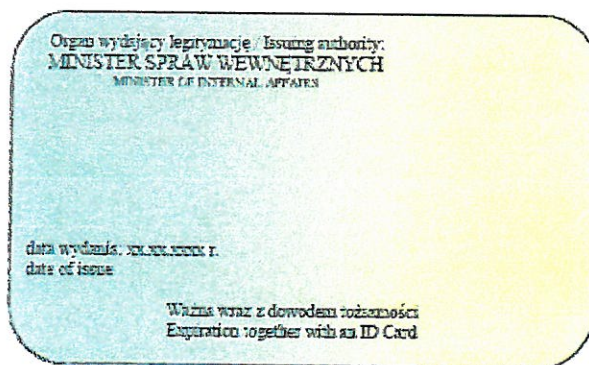 Organ wydający legitymację / Issuing authority:
MINISTER SPRAW WEWNĘTRZNYCH
MINISTER OF INTERNAL AFFAIRS
data wydania: xx.xx.xxxx r.
date of issue
Ważna wraz z dowodem tożsamości
Expiration together with an ID Card